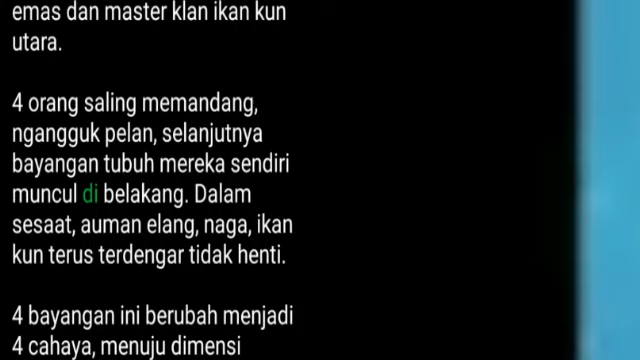 emas dan master klan ikan kun
utara.
4 orang saling memandang,
ngangguk pelan, selanjutnya
bayangan tubuh mereka sendiri
muncul di belakang. Dalam
sesaat, auman elang, naga, ikan
kun terus terdengar tidak henti.
4 bayangan ini berubah menjadi
4 cahaya, menuju dimensi